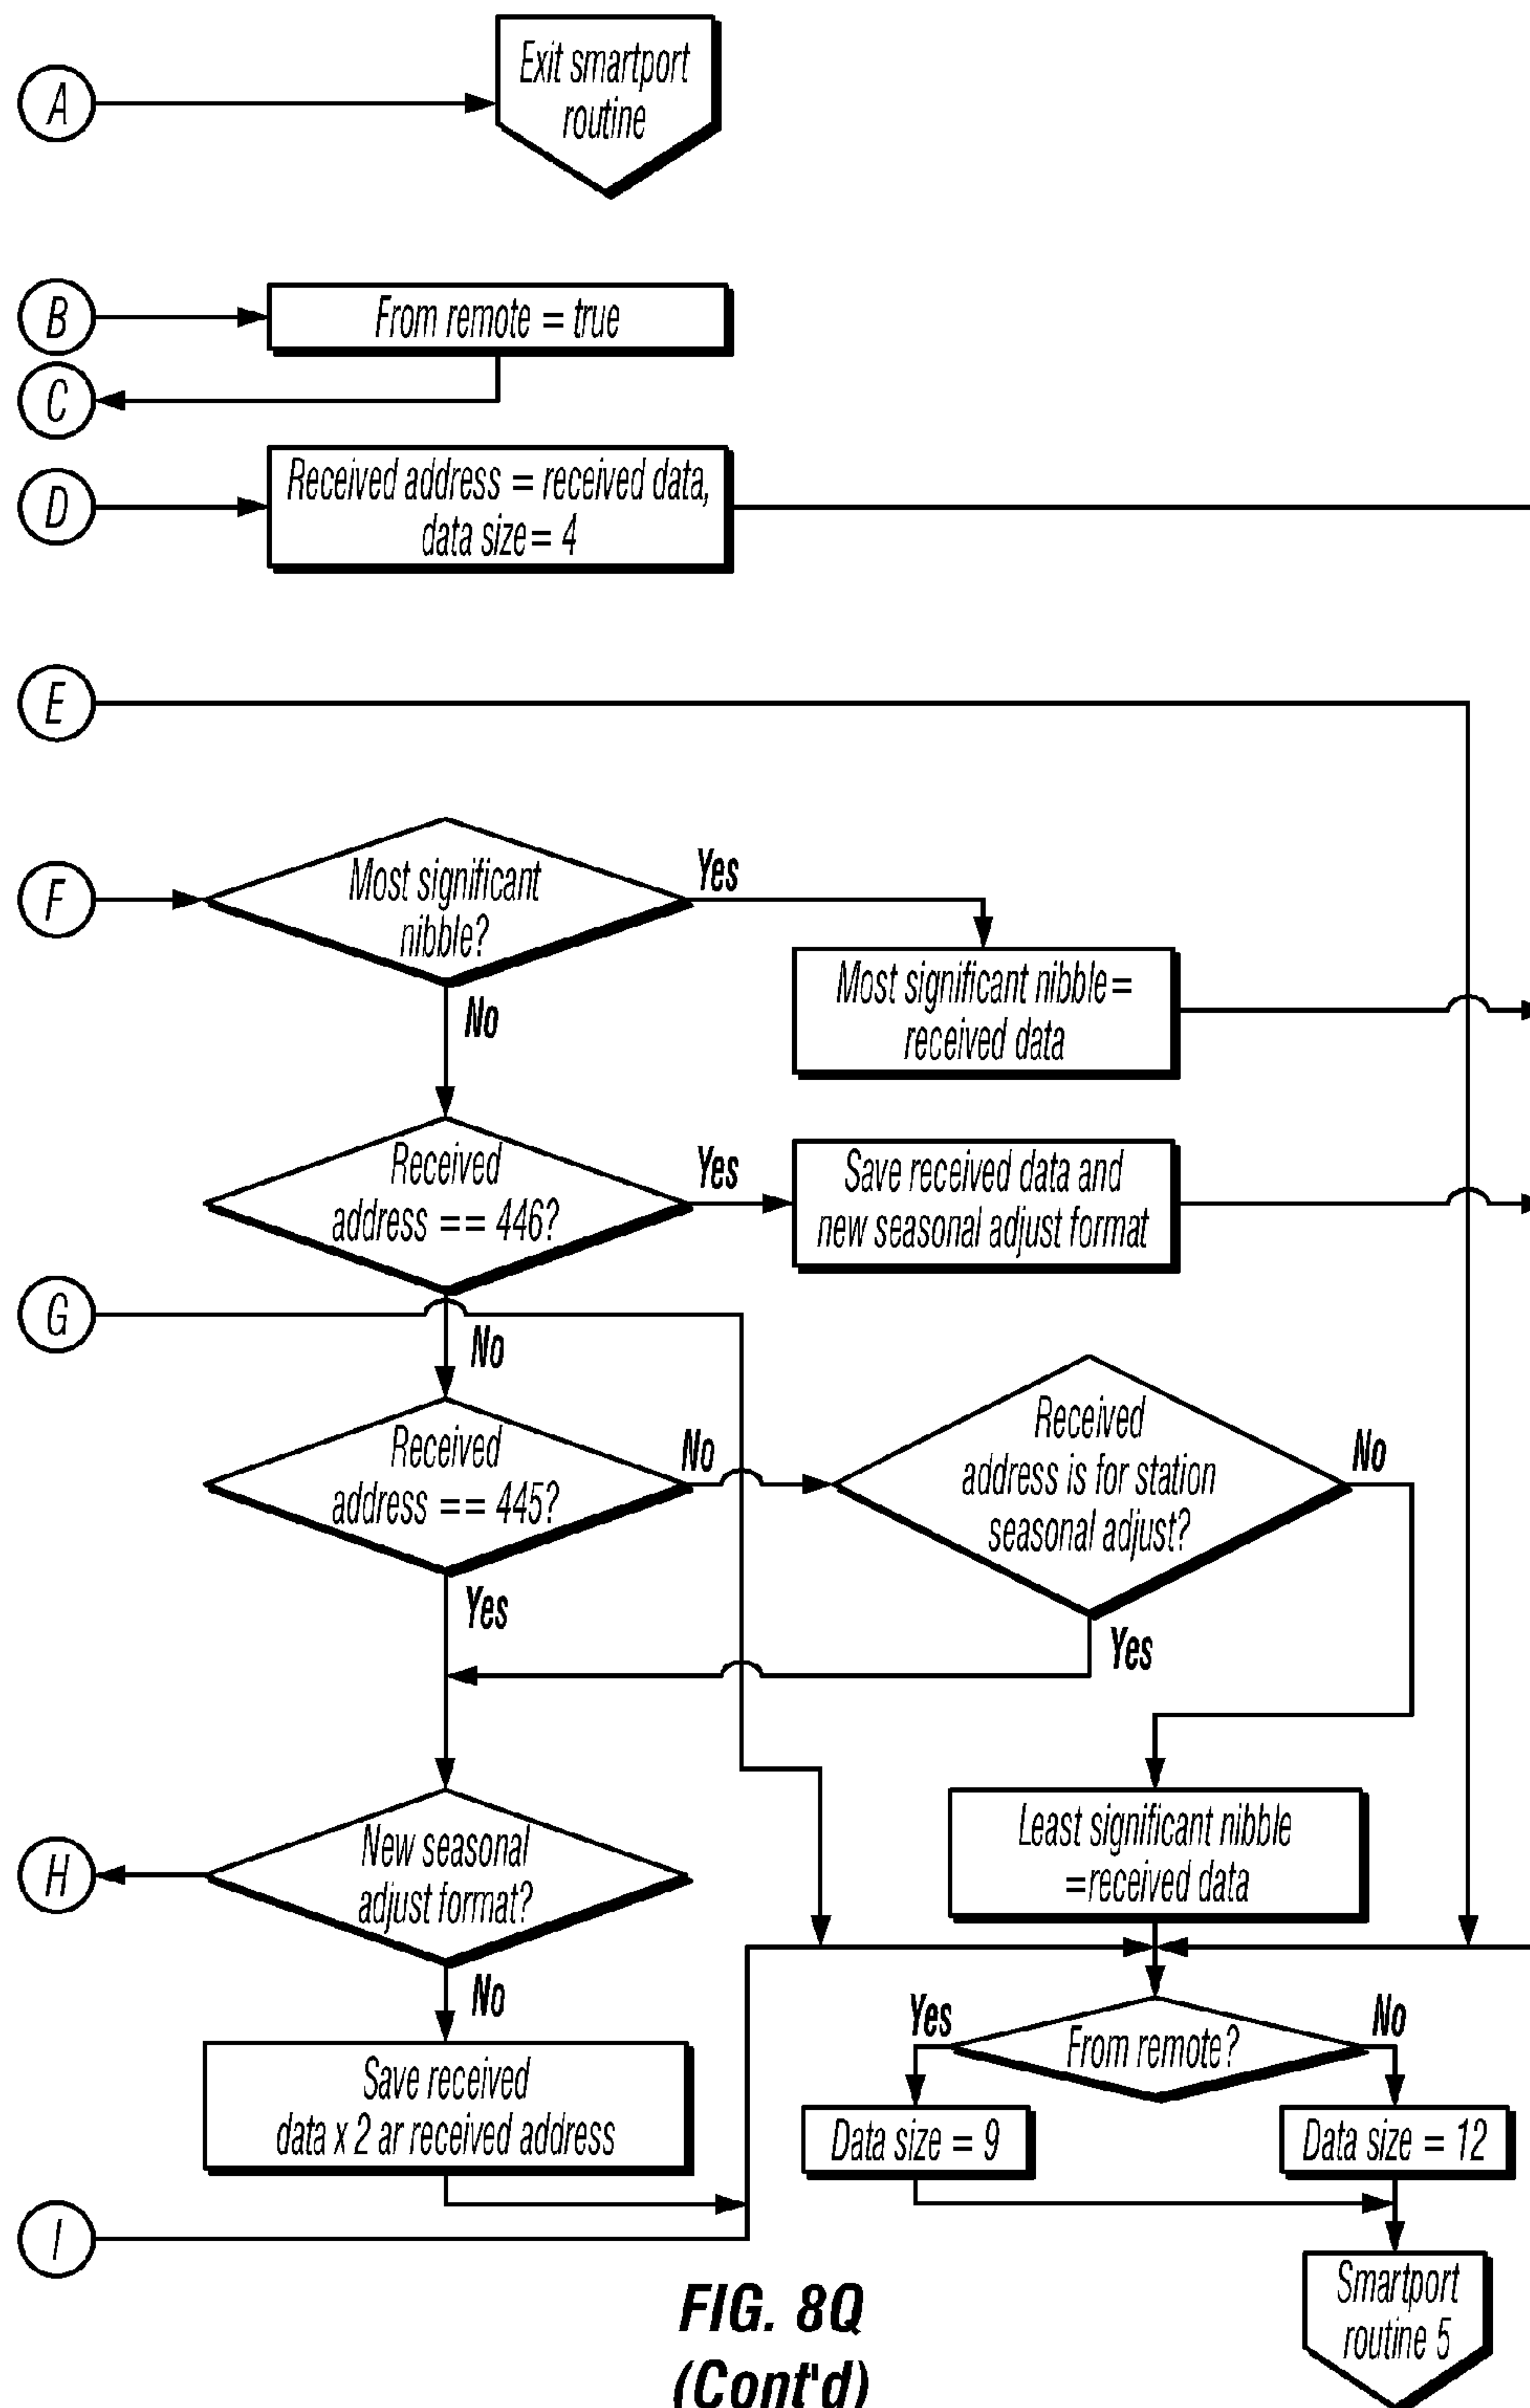 A
Exit smartport
routine
B
From remote = true
C
D
Received address = received data,
data size = 4
E
F
Most significant
nibble?
Yes
Most significant nibble =
received data
No
Received
address == 446?
Yes
Save received data and
new seasonal adjust format
G
No
Received
address == 445?
No
Received
address is for station
seasonal adjust?
No
Yes
Yes
H
New seasonal
adjust format?
Least significant nibble
=received data
No
Yes
From remote?
No
Save received
data x 2 ar received address
Data size = 9
Data size = 12
I
Smartport
routine 5
FIG. 8Q
(Cont'd)